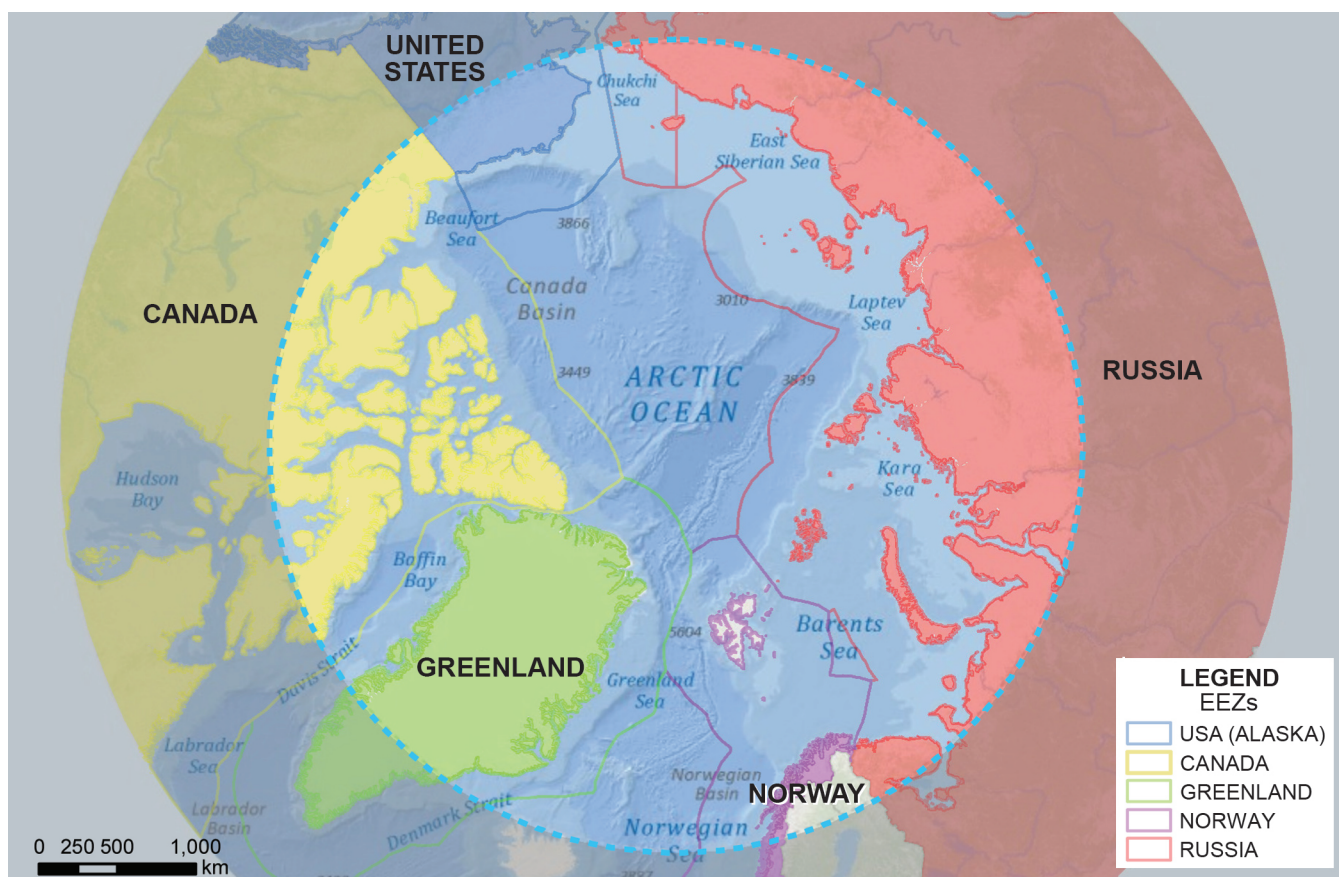 UNITED
STATES
Chukchi
Sea
East
Siberian Sea
Beaufort
Sea
3866
Canada
Basin
3010
Laptev
Sea
CANADA
3449
ARCTIC
OCEAN
3839
RUSSIA
Hudson
Bay
Kara
Sea
Baffin
Bay
5604
Barents
Sea
Davis Strait
GREENLAND
Greenland
Sea
Labrador
Sea
Labrador
Basin
Denmark Strait
Norwegian
Basin
NORWAY
Norwegian
Sea
LEGEND
EEZs
USA (ALASKA)
CANADA
GREENLAND
NORWAY
RUSSIA
0 250 500 1,000
km